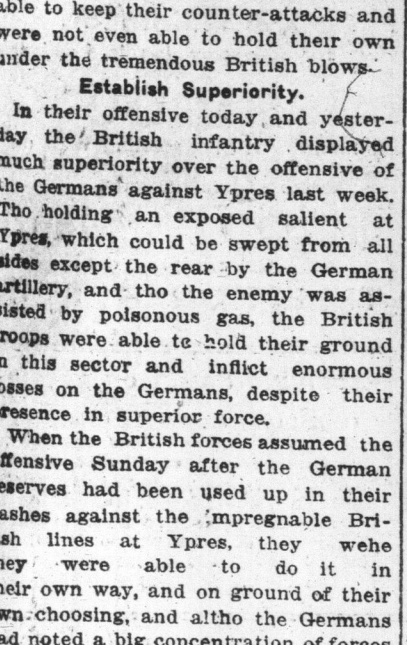 able to keep their counter-attacks and
were not even able to hold their own
under the tremendous British blows.
Establish Superiority.
In their offensive today and yester-
day the British infantry displayed
much superiority over the offensive of
the Germans against Ypres last week.
Tho holding an exposed salient at
Ypres, which could be swept from all
sides except the rear by the German
artillery, and tho the enemy was as-
sisted by poisonous gas, the British
troops were able to hold their ground
in this sector and inflict enormous
losses on the Germans, despite their
presence in superior force.
When the British forces assumed the
offensive Sunday after the German
reserves had been used up in their
dashes against the impregnable Bri-
ish lines at Ypres, they wehe
hey were able to do it in
their own way, and on ground of their
own choosing, and altho the Germans
had noted a big concentration of forces